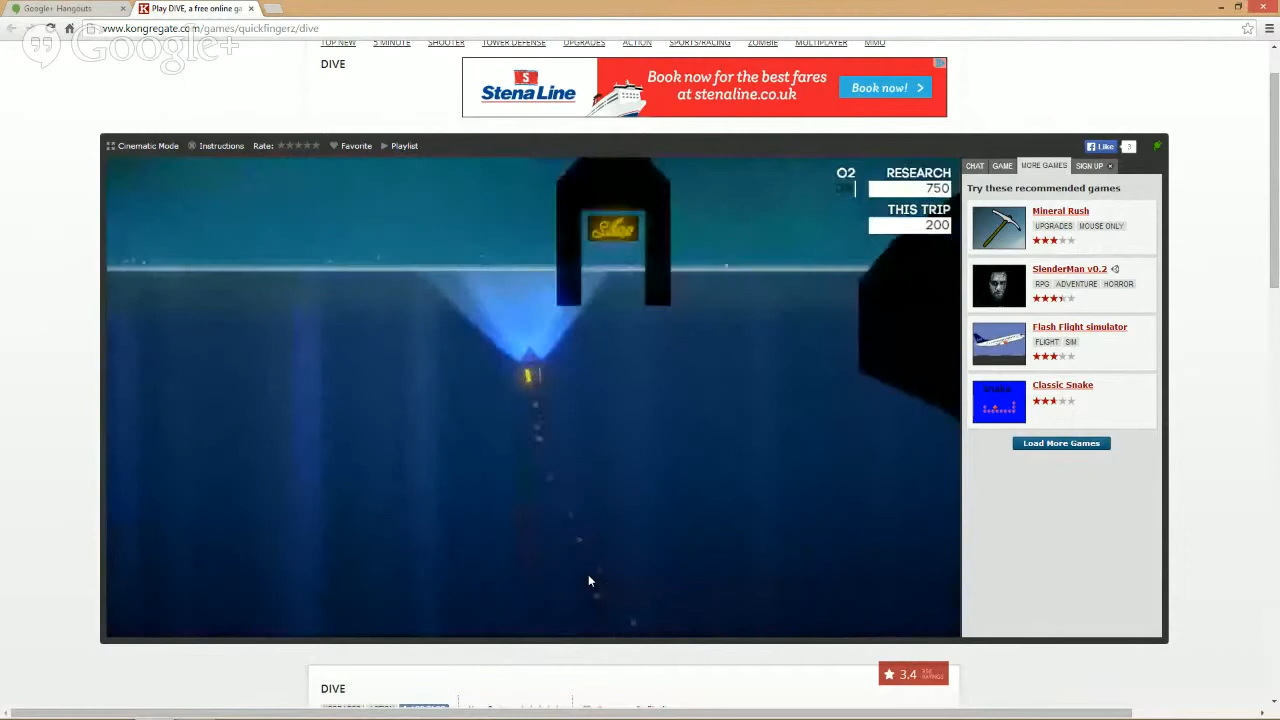 Google+ Hangouts
Play DIVE, a free online ga
www.kongregate.com/games/quickfingerz/dive
Google+
TOP NEW 5 MINUTE SHOOTER TOWER DEFENSE UPGRADES ACTION SPORTS/RACING ZOMBIE MULTIPLAYER MMO
DIVE
S
STENA LINE
Book now for the best fares
at stenaline.co.uk
Book now! >
Cinematic Mode Instructions Rate: Favorite Playlist
Like 3
O2
RESEARCH
750
THIS TRIP
200
CHAT GAME MORE GAMES SIGN UP
Try these recommended games
Mineral Rush
UPGRADES MOUSE ONLY
SlenderMan v0.2
RPG ADVENTURE HORROR
Flash Flight simulator
FLIGHT SIM
Classic Snake
Load More Games
3.4
RATINGS
DIVE